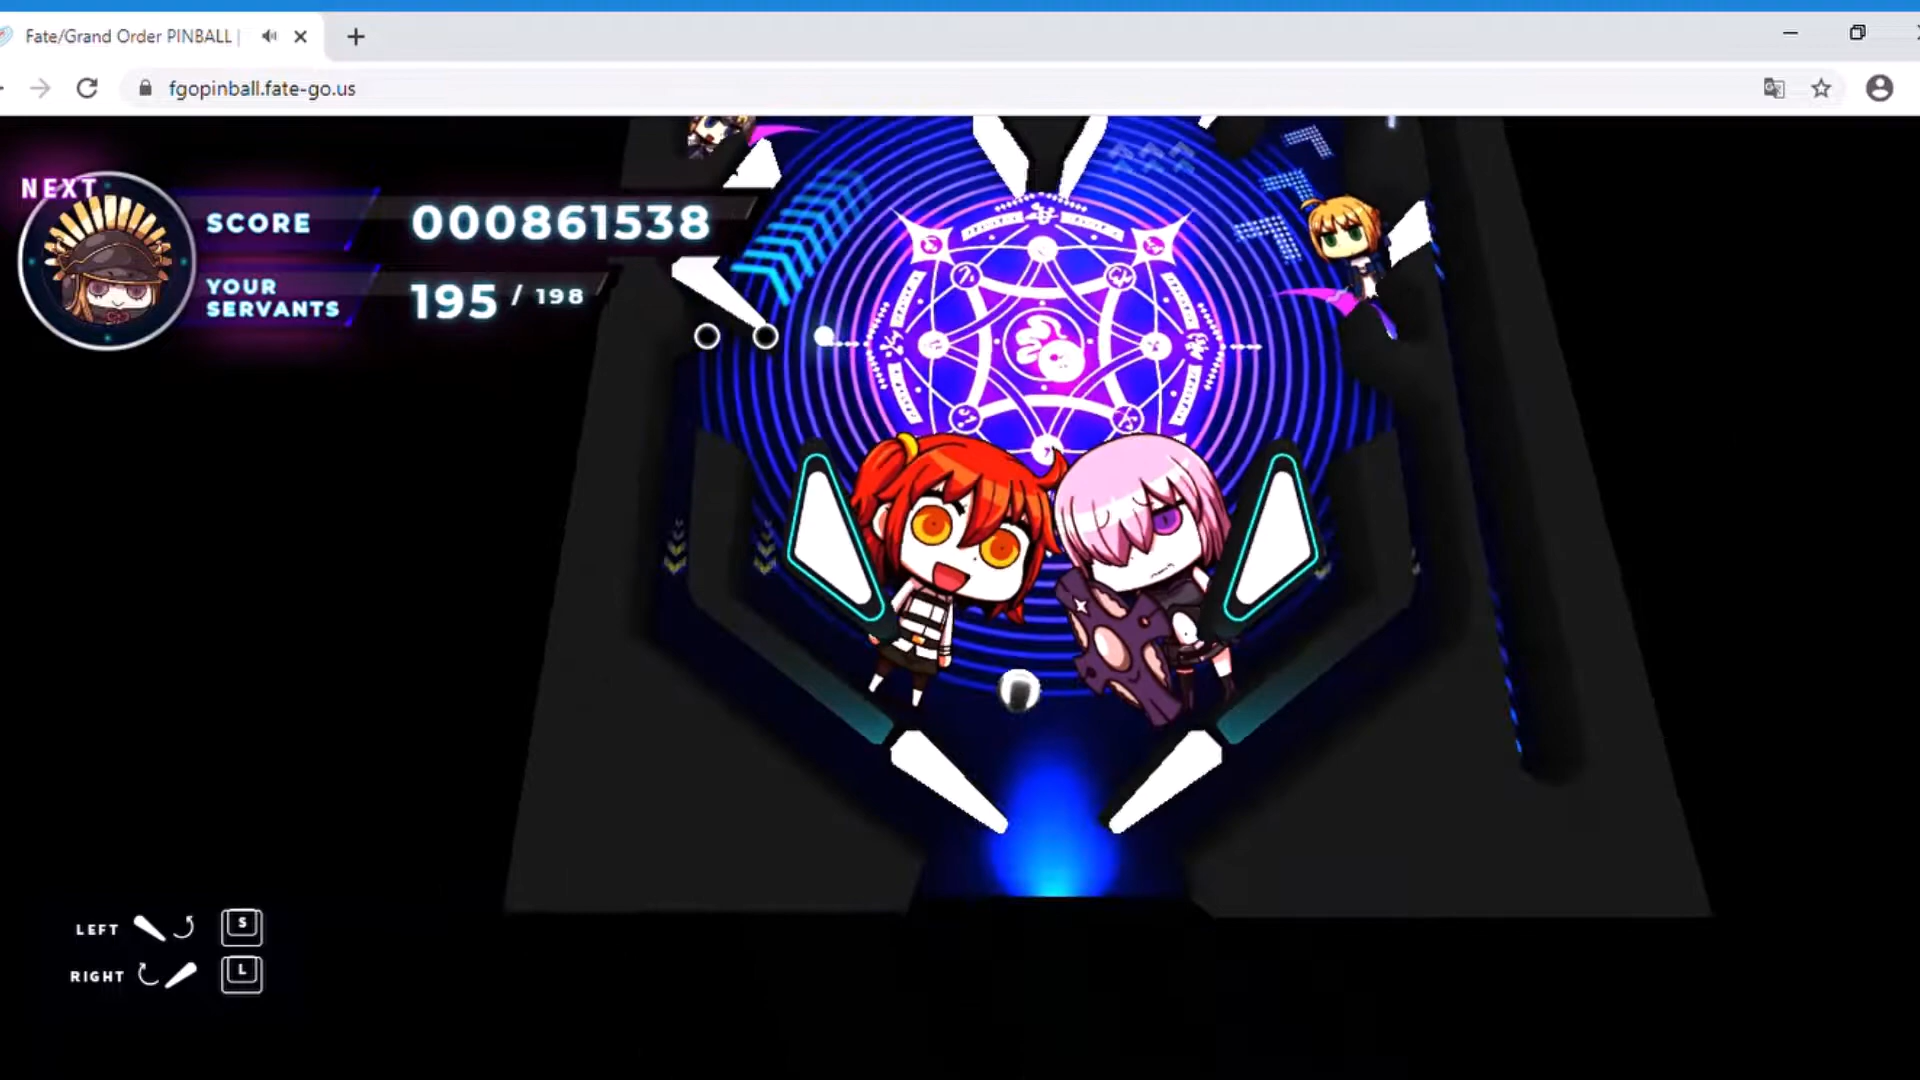 Fate/Grand Order PINBALL |
fgopinball.fate-go.us
NEXT
SCORE 000861538
YOUR SERVANTS 195 / 198
LEFT S
RIGHT L